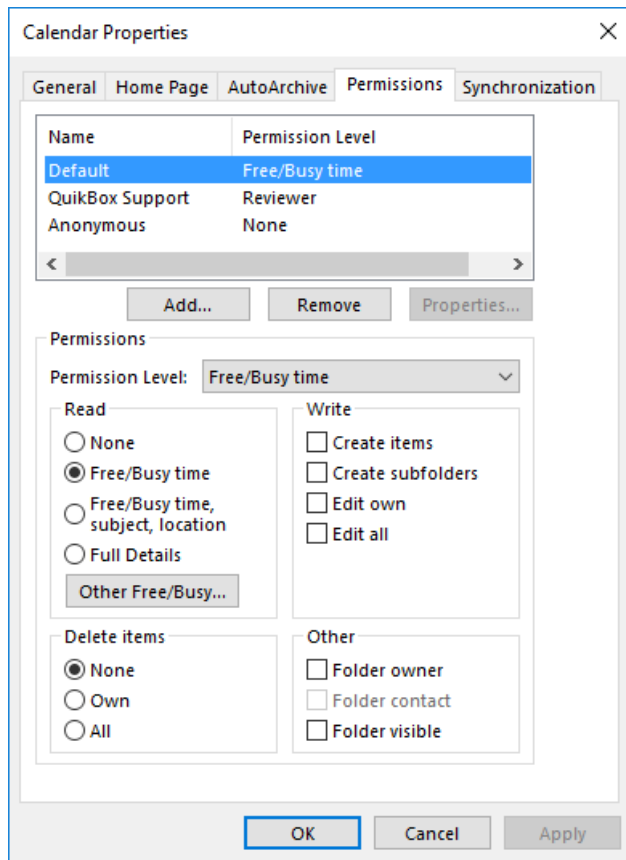 Calendar Properties
General Home Page AutoArchive Permissions Synchronization
Name Permission Level
Default Free/Busy time
QuikBox Support Reviewer
Anonymous None
Add... Remove Properties...
Permissions
Permission Level: Free/Busy time
Read
None
Free/Busy time
Free/Busy time,
subject, location
Full Details
Other Free/Busy...
Write
Create items
Create subfolders
Edit own
Edit all
Delete items
None
Own
All
Other
Folder owner
Folder contact
Folder visible
OK Cancel Apply